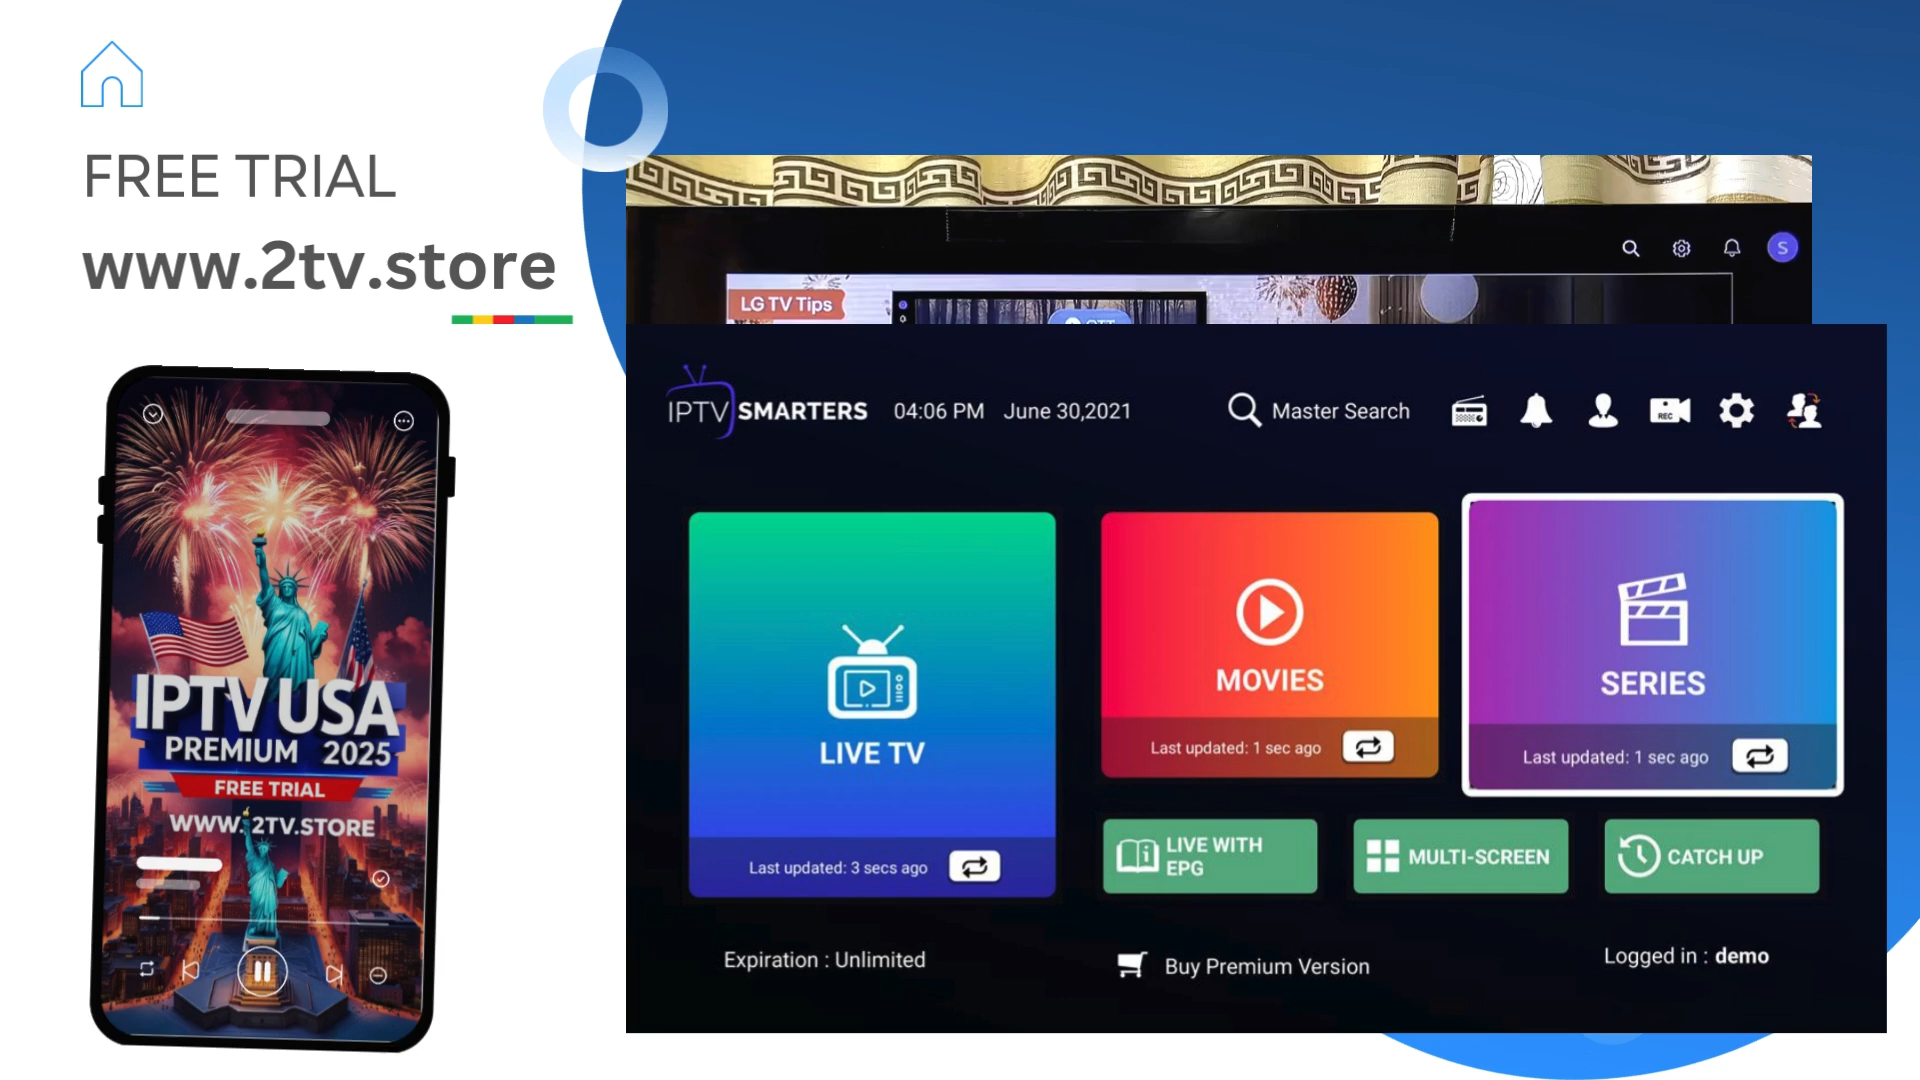 FREE TRIAL
www.2tv.store
S
LG TV Tips
IPTV SMARTERS 04:06 PM June 30,2021 Master Search REC
LIVE TV
Last updated: 3 secs ago
MOVIES
Last updated: 1 sec ago
SERIES
Last updated: 1 sec ago
LIVE WITH
EPG
MULTI-SCREEN
CATCH UP
Expiration : Unlimited
Buy Premium Version
Logged in : demo
IPTV USA
PREMIUM 2025
FREE TRIAL
WWW.2TV.STORE